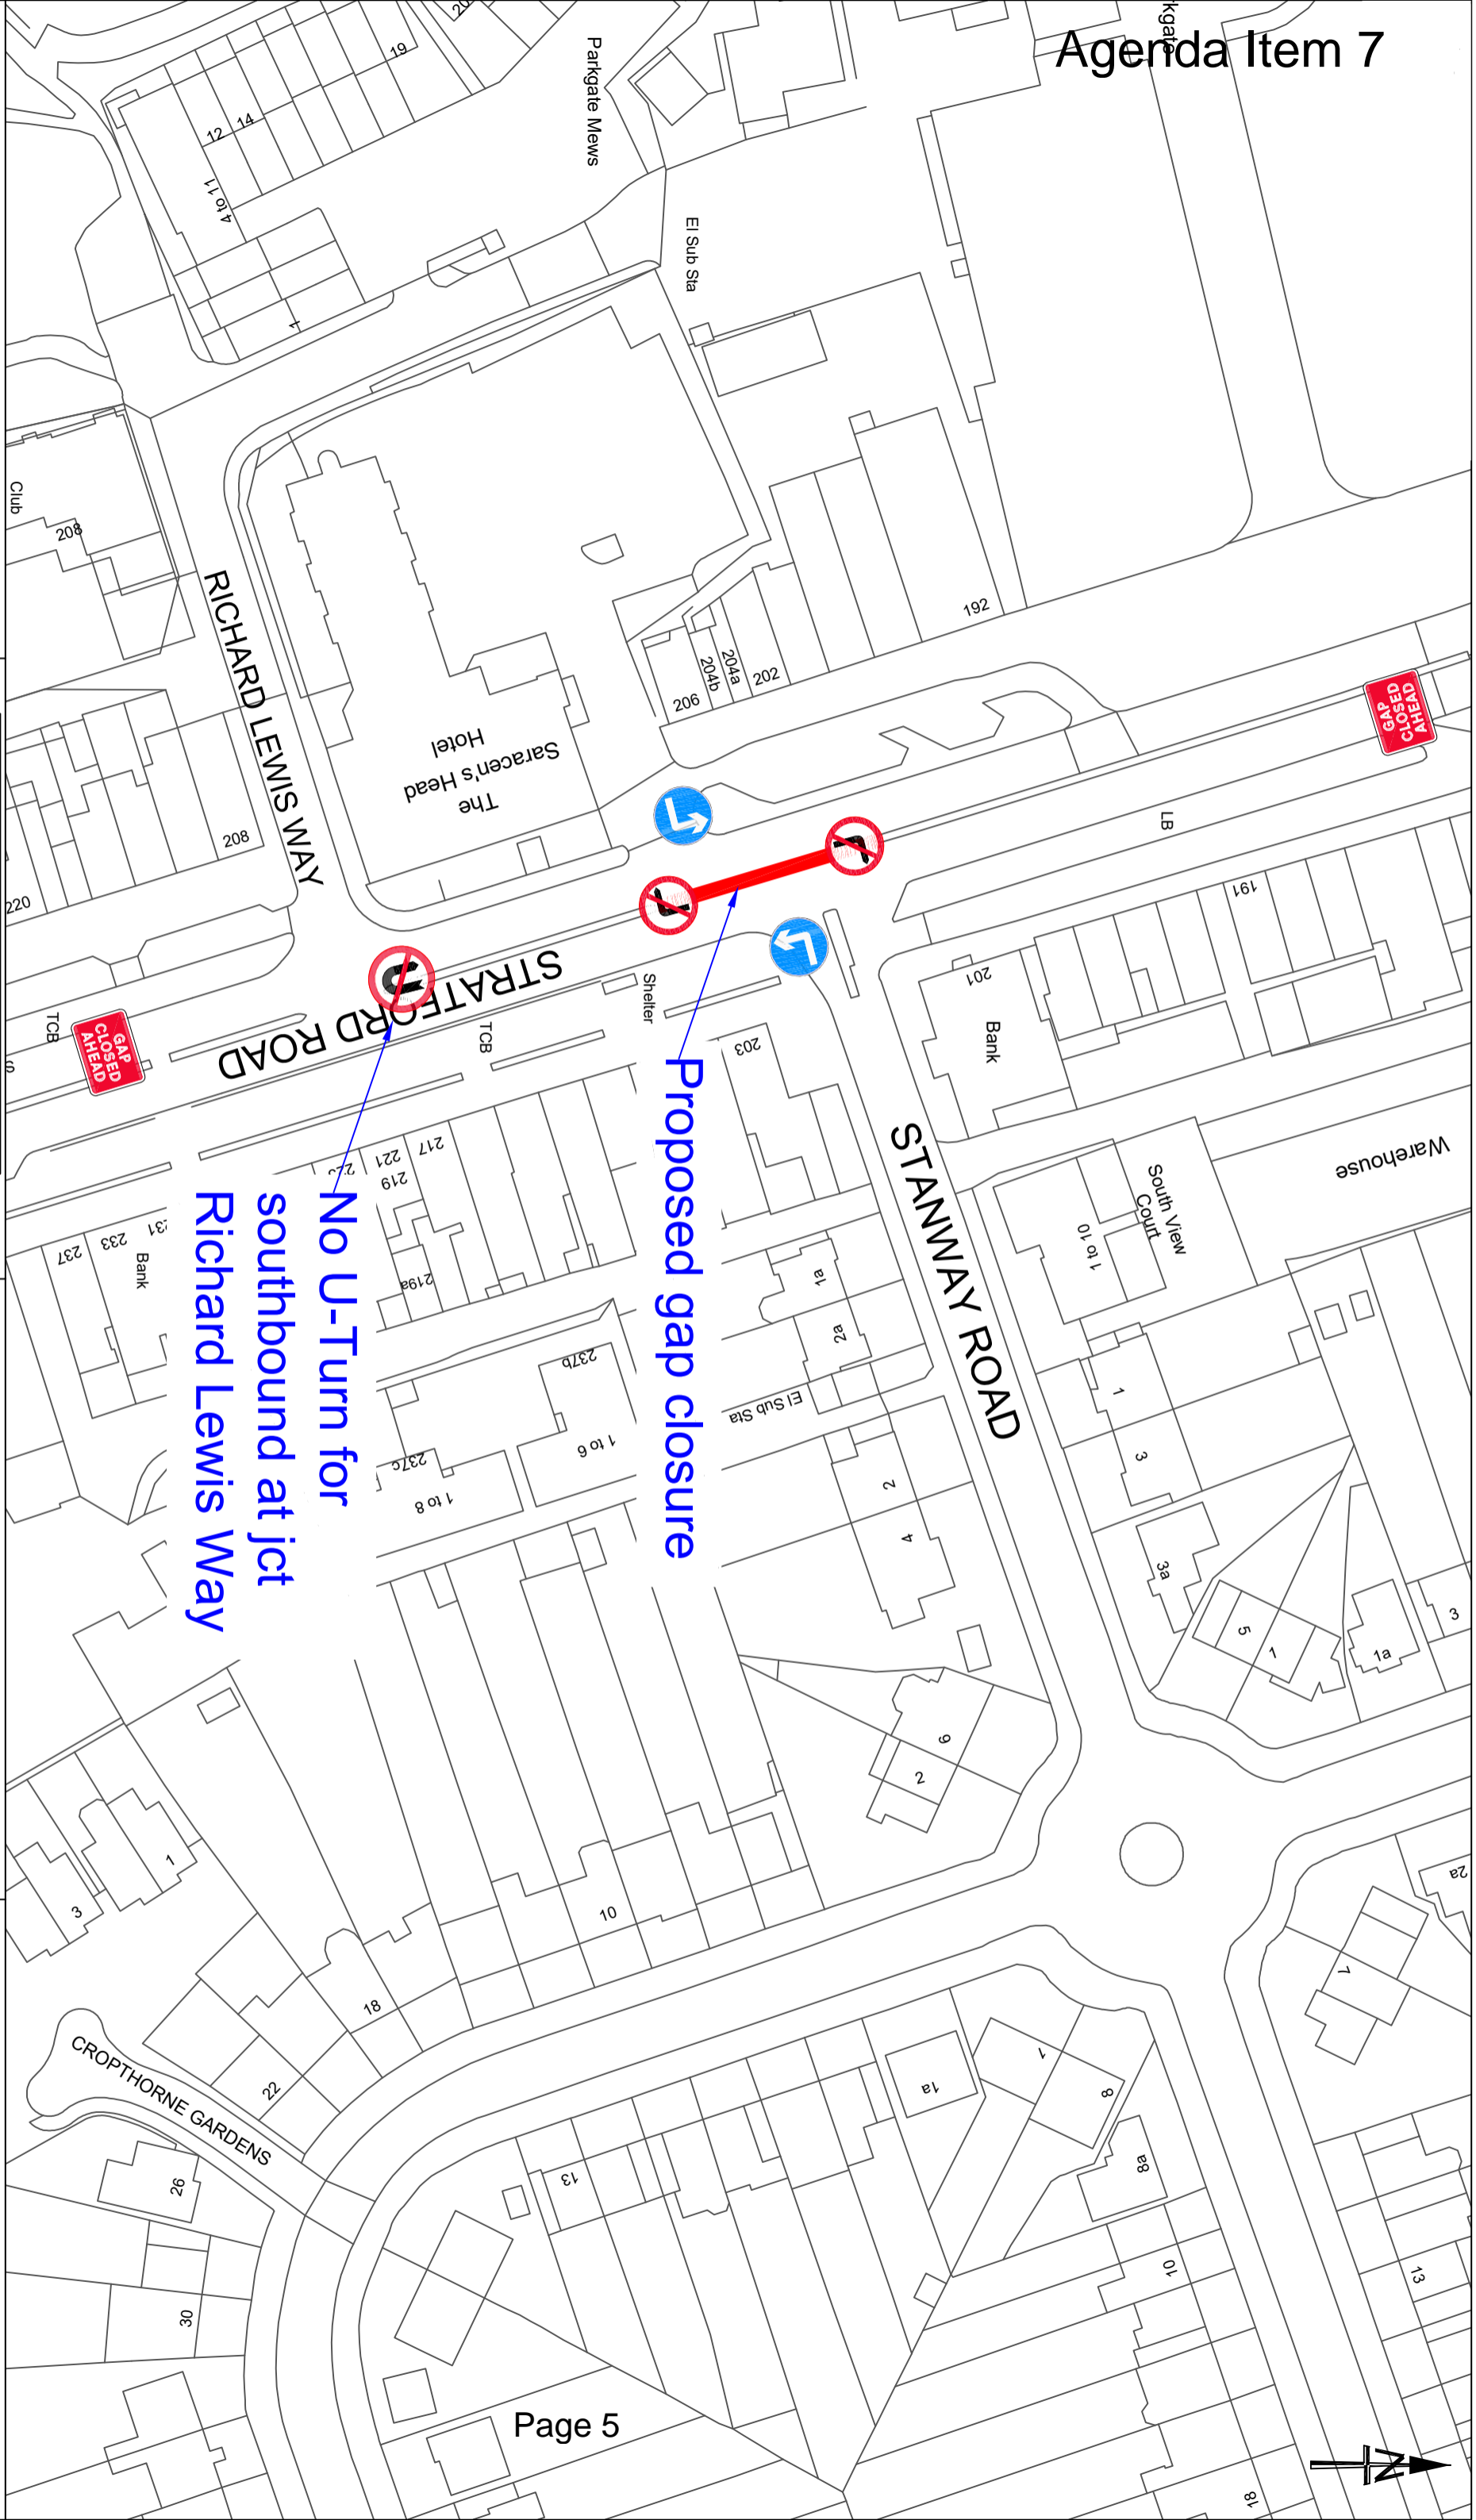 Agenda Item 7
kgate
20
19
12
14
4 to 11
1
Parkgate Mews
El Sub Sta
Club
208
RICHARD LEWIS WAY
192
202
204a
204b
206
The
Saracen's Head
Hotel
GAP
CLOSED
AHEAD
LB
208
220
191
201
Bank
STRATFORD ROAD
Shelter
TCB
TCB
GAP
CLOSED
AHEAD
203
Proposed gap closure
STANWAY ROAD
Warehouse
South View
Court
1 to 10
217
219
221
219a
231
233
237
Bank
No U-Turn for
southbound at jct
Richard Lewis Way
1a
2a
El Sub Sta
237b
1 to 6
237c
1 to 8
2
4
1
3
3a
5
1
1a
3
9
2
1
3
10
18
22
CROPTHORNE GARDENS
26
30
13
1a
7
8
8a
10
18
2a
7
13
Page 5
N